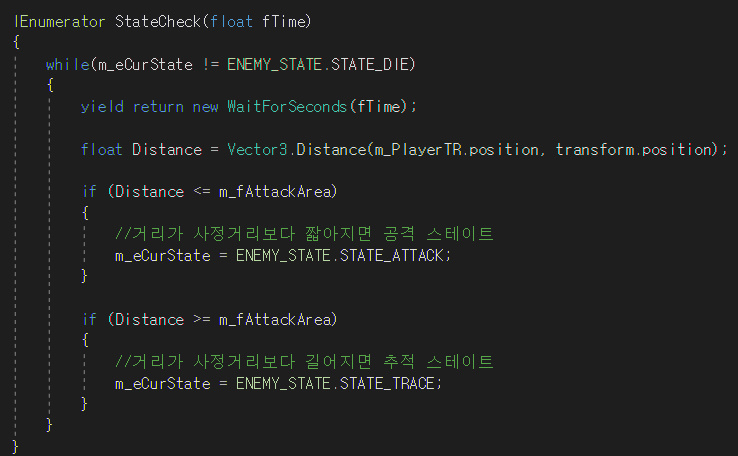 IEnumerator StateCheck(float fTime)
{
while(m_eCurState != ENEMY_STATE.STATE_DIE)
{
yield return new WaitForSeconds(fTime);
float Distance = Vector3.Distance(m_PlayerTR.position, transform.position);
if (Distance <= m_fAttackArea)
{
//거리가 사정거리보다 짧아지면 공격 스테이트
m_eCurState = ENEMY_STATE.STATE_ATTACK;
}
if (Distance >= m_fAttackArea)
{
//거리가 사정거리보다 길어지면 추적 스테이트
m_eCurState = ENEMY_STATE.STATE_TRACE;
}
}
}